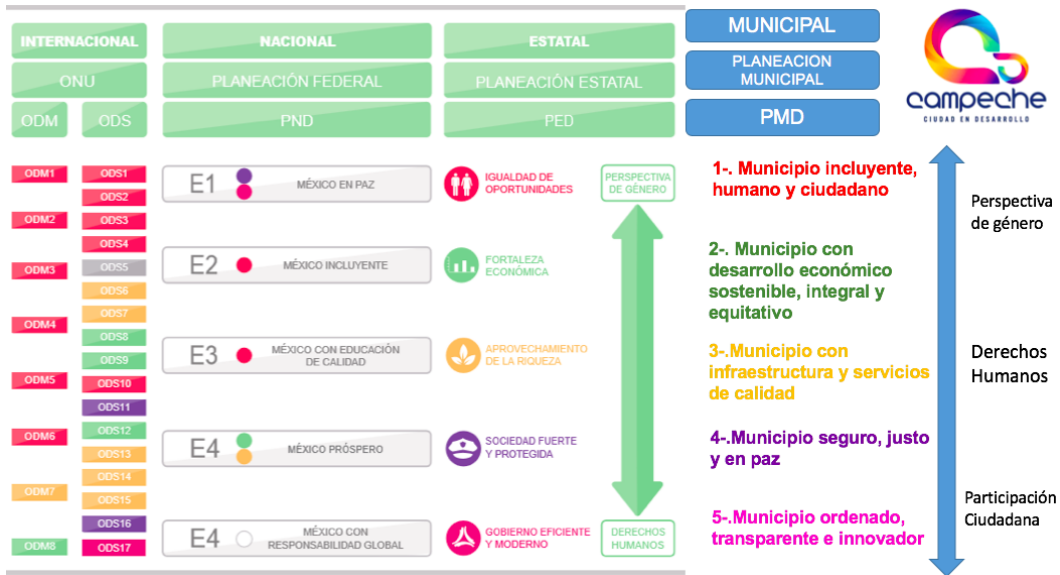 INTERNACIONAL
ONU
ODM
ODS
NACIONAL
PLANEACIÓN FEDERAL
PND
ESTATAL
PLANEACIÓN ESTATAL
PED
MUNICIPAL
PLANEACION
MUNICIPAL
PMD
campeche
CIUDAD EN DESARROLLO
ODM1
ODM2
ODM3
ODM4
ODM5
ODM6
ODM7
ODM8
ODS1
ODS2
ODS3
ODS4
ODS5
ODS6
ODS7
ODS8
ODS9
ODS10
ODS11
ODS12
ODS13
ODS14
ODS15
ODS16
ODS17
E1
MÉXICO EN PAZ
E2
MÉXICO INCLUYENTE
E3
MÉXICO CON EDUCACIÓN
DE CALIDAD
E4
MÉXICO PRÓSPERO
E4
MÉXICO CON
RESPONSABILIDAD GLOBAL
IGUALDAD DE
OPORTUNIDADES
FORTALEZA
ECONÓMICA
APROVECHAMIENTO
DE LA RIQUEZA
SOCIEDAD FUERTE
Y PROTEGIDA
GOBIERNO EFICIENTE
Y MODERNO
PERSPECTIVA
DE GÉNERO
DERECHOS
HUMANOS
1-. Municipio incluyente,
humano y ciudadano
2-. Municipio con
desarrollo económico
sostenible, integral y
equitativo
3-.Municipio con
infraestructura y servicios
de calidad
4-.Municipio seguro, justo
y en paz
5-.Municipio ordenado,
transparente e innovador
Perspectiva
de género
Derechos
Humanos
Participación
Ciudadana